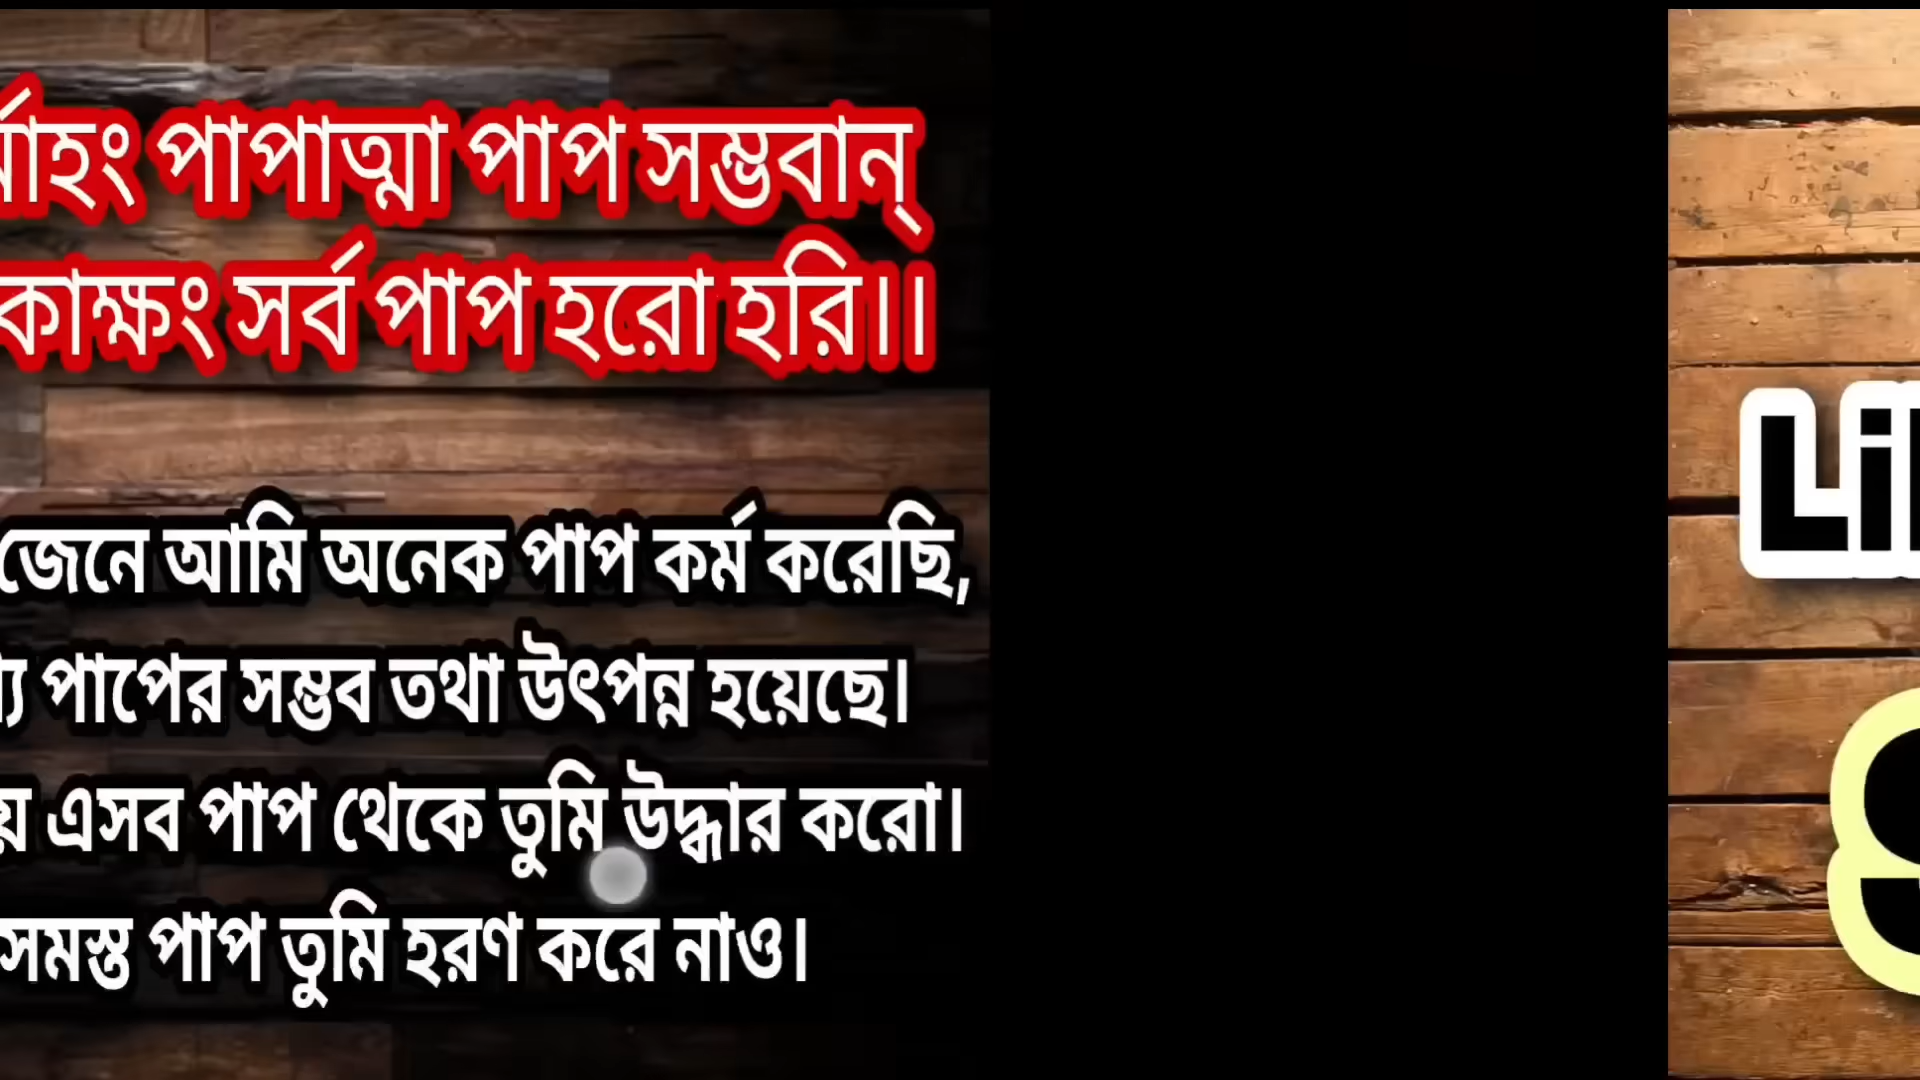 পাপাত্মা পাপ সম্ভবান্
সর্ব পাপ হরো হরি।।
জেনে আমি অনেক পাপ কর্ম করেছি,
পাপের সম্ভব তথা উৎপন্ন হয়েছে।
এসব পাপ থেকে তুমি উদ্ধার করো।
সমস্ত পাপ তুমি হরণ করে নাও।